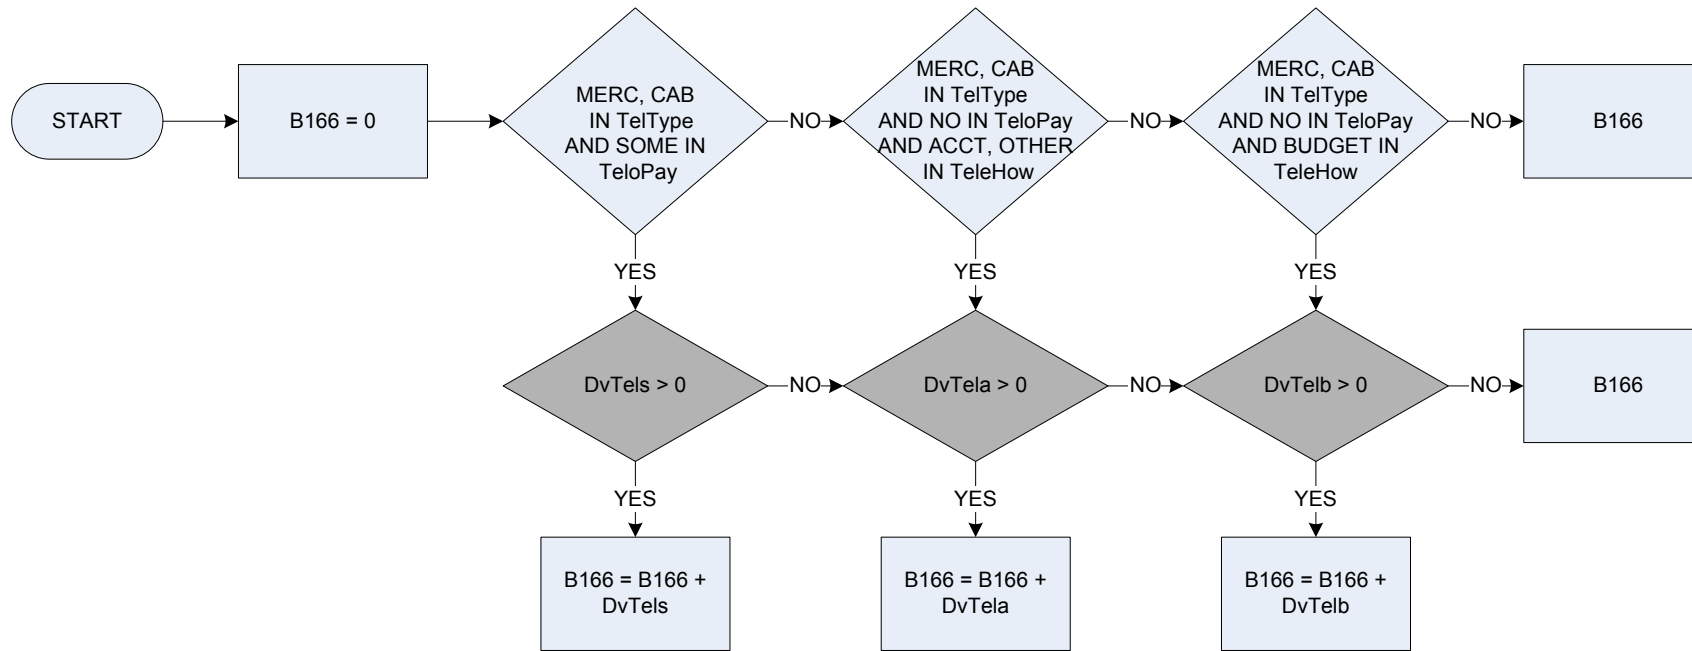 START
B166 = 0
MERC, CAB
IN TelType
AND SOME IN
TeloPay
NO
MERC, CAB
IN TelType
AND NO IN TeloPay
AND ACCT, OTHER
IN TeleHow
NO
MERC, CAB
IN TelType
AND NO IN TeloPay
AND BUDGET IN
TeleHow
NO
B166
YES
YES
YES
DvTels > 0
NO
DvTela > 0
NO
DvTelb > 0
NO
B166
YES
YES
YES
B166 = B166 +
DvTels
B166 = B166 +
DvTela
B166 = B166 +
DvTelb